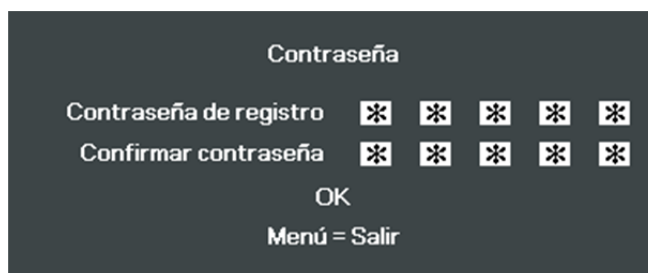 Contraseña
Contraseña de registro * * * * *
Confirmar contraseña * * * * *
OK
Menú = Salir